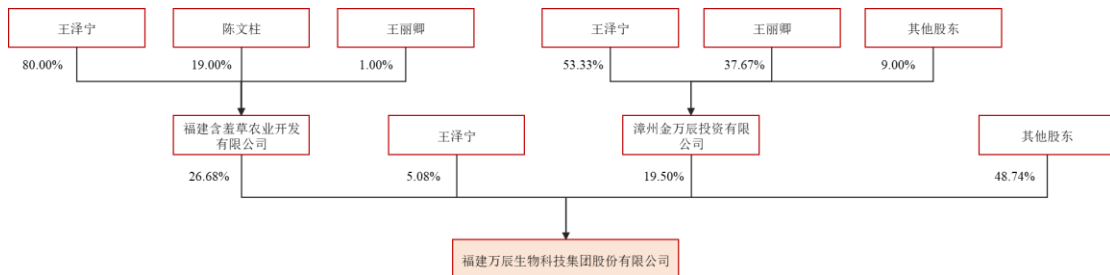 王泽宁
陈文柱
王丽卿
王泽宁
王丽卿
其他股东
80.00%
19.00%
1.00%
53.33%
37.67%
9.00%
福建含羞草农业开发
有限公司
王泽宁
漳州金万辰投资有限
公司
其他股东
26.68%
5.08%
19.50%
48.74%
福建万辰生物科技集团股份有限公司